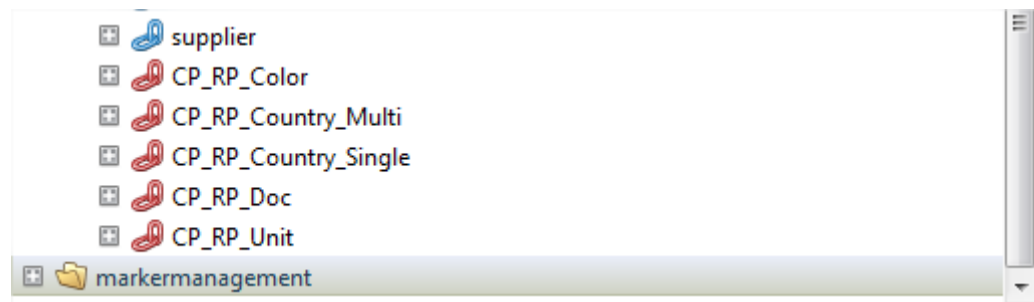 supplier
CP_RP_Color
CP_RP_Country_Multi
CP_RP_Country_Single
CP_RP_Doc
CP_RP_Unit
markermanagement